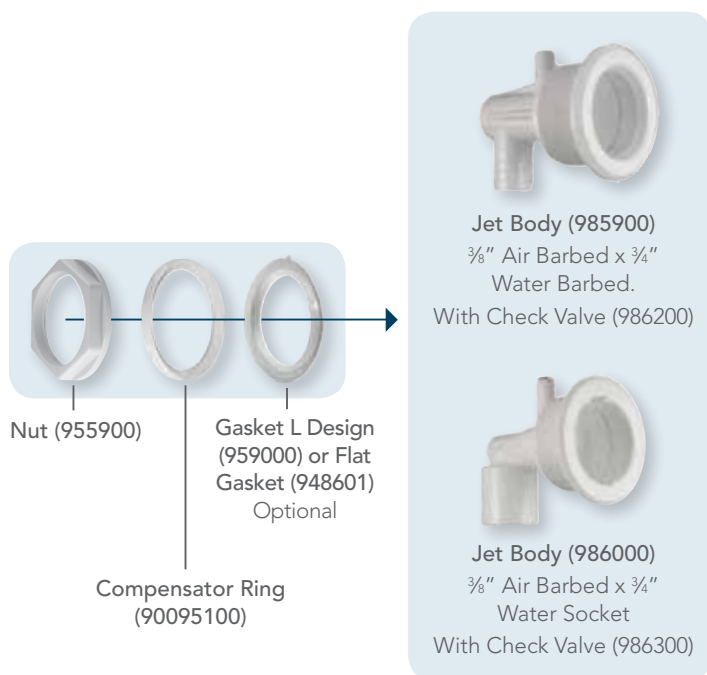 Jet Body (985900)
⅜” Air Barbed x ¾”
Water Barbed.
With Check Valve (986200)
Nut (955900)
Gasket L Design
(959000) or Flat
Gasket (948601)
Optional
Compensator Ring
(90095100)
Jet Body (986000)
⅜” Air Barbed x ¾”
Water Socket
With Check Valve (986300)